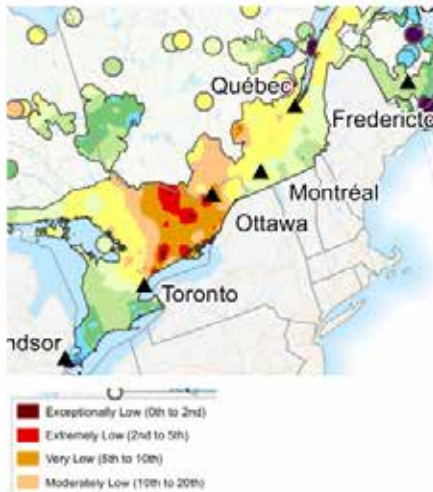 Québec
Fredericto
Montréal
Ottawa
Toronto
ndsor
Exceptionally Low (0th to 2nd)
Extremely Low (2nd to 5th)
Very Low (5th to 10th)
Moderately Low (10th to 20th)